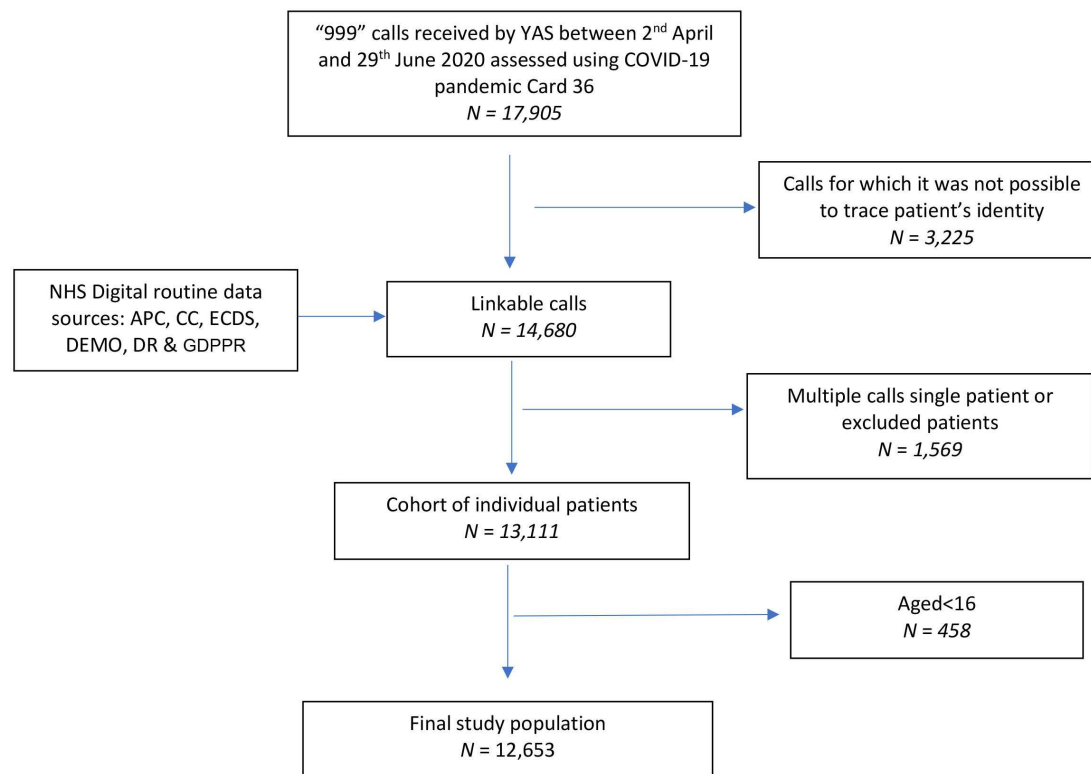 “999” calls received by YAS between 2nd April
and 29th June 2020 assessed using COVID-19
pandemic Card 36
N = 17,905
Calls for which it was not possible
to trace patient’s identity
N = 3,225
NHS Digital routine data
sources: APC, CC, ECDS,
DEMO, DR & GDPPR
Linkable calls
N = 14,680
Multiple calls single patient or
excluded patients
N = 1,569
Cohort of individual patients
N = 13,111
Aged<16
N = 458
Final study population
N = 12,653